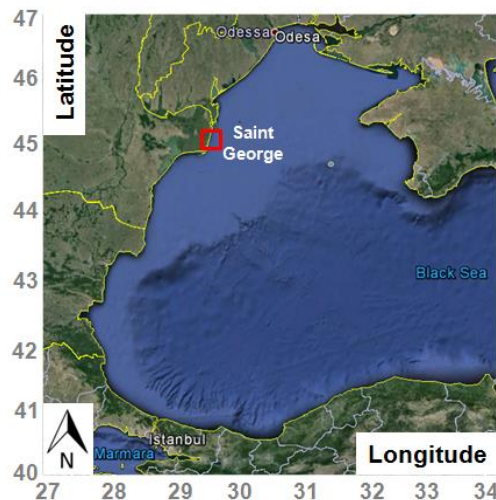 47
46
45
44
43
42
41
40
Latitude
Odessa Odesa
Saint
George
Black Sea
Istanbul
Marmara
N
Longitude
27 28 29 30 31 32 33 34